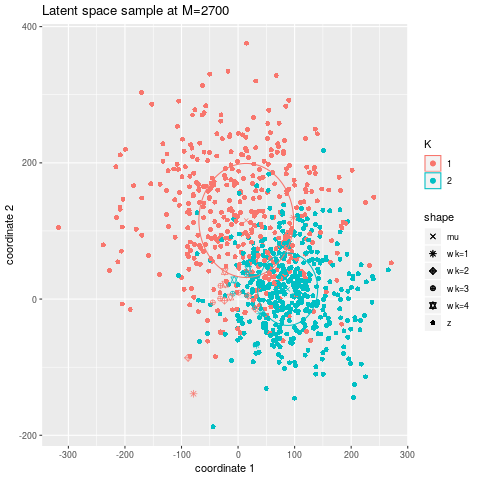 Latent space sample at M=2700
400
200
0
-200
coordinate 2
-300
-200
-100
0
100
200
300
coordinate 1
K
1
2
shape
mu
w k=1
w k=2
w k=3
w k=4
z